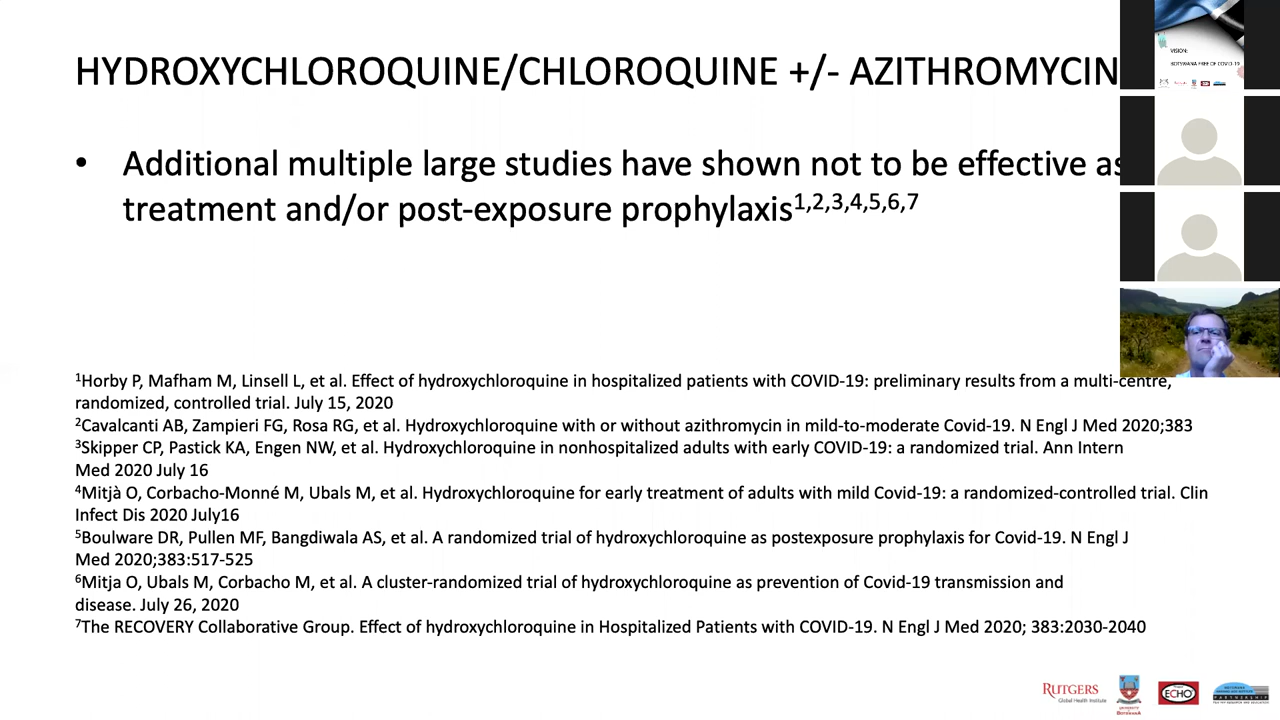 HYDROXYCHLOROQUINE/CHLOROQUINE +/- AZITHROMYCIN
• Additional multiple large studies have shown not to be effective as
treatment and/or post-exposure prophylaxis1,2,3,4,5,6,7
1Horby P, Mafham M, Linsell L, et al. Effect of hydroxychloroquine in hospitalized patients with COVID-19: preliminary results from a multi-centre,
randomized, controlled trial. July 15, 2020
2Cavalcanti AB, Zampieri FG, Rosa RG, et al. Hydroxychloroquine with or without azithromycin in mild-to-moderate Covid-19. N Engl J Med 2020;383
3Skipper CP, Pastick KA, Engen NW, et al. Hydroxychloroquine in nonhospitalized adults with early COVID-19: a randomized trial. Ann Intern
Med 2020 July 16
4Mitjà O, Corbacho-Monné M, Ubals M, et al. Hydroxychloroquine for early treatment of adults with mild Covid-19: a randomized-controlled trial. Clin
Infect Dis 2020 July16
5Boulware DR, Pullen MF, Bangdiwala AS, et al. A randomized trial of hydroxychloroquine as postexposure prophylaxis for Covid-19. N Engl J
Med 2020;383:517-525
6Mitja O, Ubals M, Corbacho M, et al. A cluster-randomized trial of hydroxychloroquine as prevention of Covid-19 transmission and
disease. July 26, 2020
7The RECOVERY Collaborative Group. Effect of hydroxychloroquine in Hospitalized Patients with COVID-19. N Engl J Med 2020; 383:2030-2040
VISION:
BOTSWANA FREE OF COVID-19
RUTGERS
Global Health Institute
ECHO